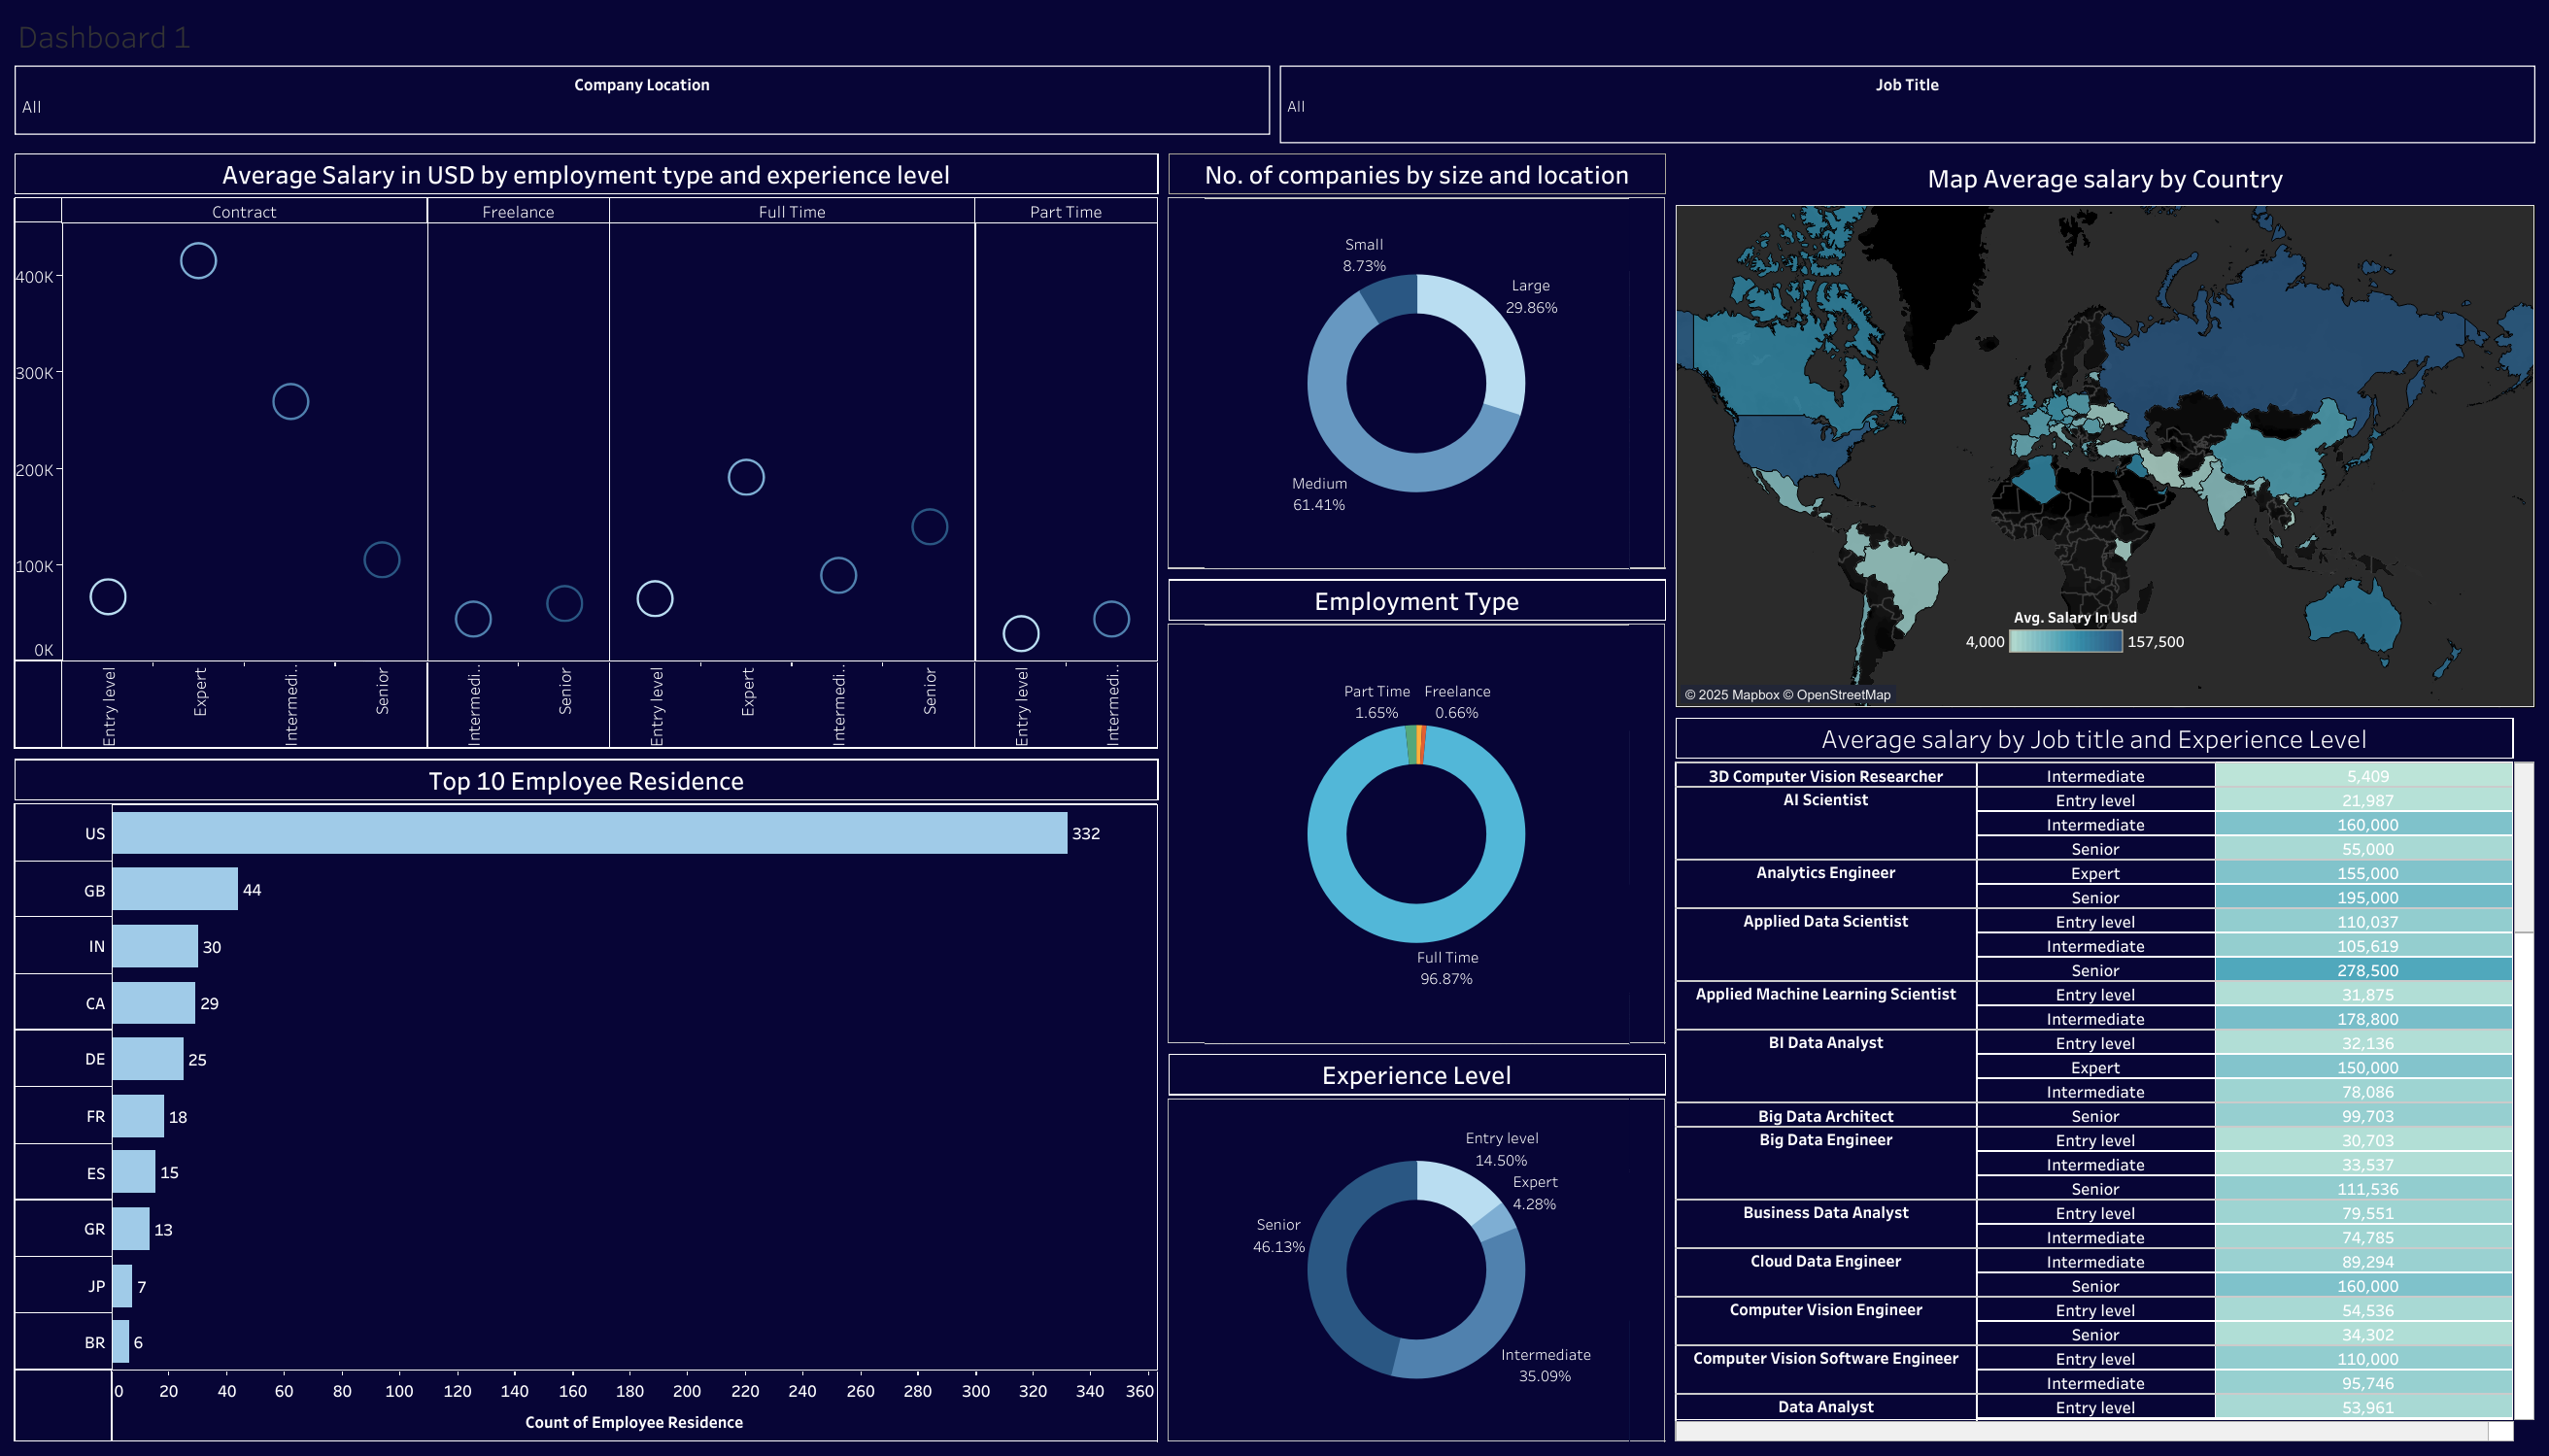 Dashboard 1
Company Location
All
Job Title
All
Average Salary in USD by employment type and experience level
Contract Freelance Full Time Part Time
400K
300K
200K
100K
0K
Entry level
Expert
Intermedi..
Senior
Intermedi..
Senior
Entry level
Expert
Intermedi..
Senior
Entry level
Intermedi..
Top 10 Employee Residence
US 332
GB 44
IN 30
CA 29
DE 25
FR 18
ES 15
GR 13
JP 7
BR 6
0 20 40 60 80 100 120 140 160 180 200 220 240 260 280 300 320 340 360
Count of Employee Residence
No. of companies by size and location
Small
8.73%
Large
29.86%
Medium
61.41%
Employment Type
Part Time
1.65%
Freelance
0.66%
Full Time
96.87%
Experience Level
Entry level
14.50%
Expert
4.28%
Senior
46.13%
Intermediate
35.09%
Map Average salary by Country
Avg. Salary In Usd
4,000 157,500
© 2025 Mapbox © OpenStreetMap
Average salary by Job title and Experience Level
3D Computer Vision Researcher Intermediate 5,409
AI Scientist Entry level 21,987
Intermediate 160,000
Senior 55,000
Analytics Engineer Expert 155,000
Senior 195,000
Applied Data Scientist Entry level 110,037
Intermediate 105,619
Senior 278,500
Applied Machine Learning Scientist Entry level 31,875
Intermediate 178,800
BI Data Analyst Entry level 32,136
Expert 150,000
Intermediate 78,086
Big Data Architect Senior 99,703
Big Data Engineer Entry level 30,703
Intermediate 33,537
Senior 111,536
Business Data Analyst Entry level 79,551
Intermediate 74,785
Cloud Data Engineer Intermediate 89,294
Senior 160,000
Computer Vision Engineer Entry level 54,536
Senior 34,302
Computer Vision Software Engineer Entry level 110,000
Intermediate 95,746
Data Analyst Entry level 53,961